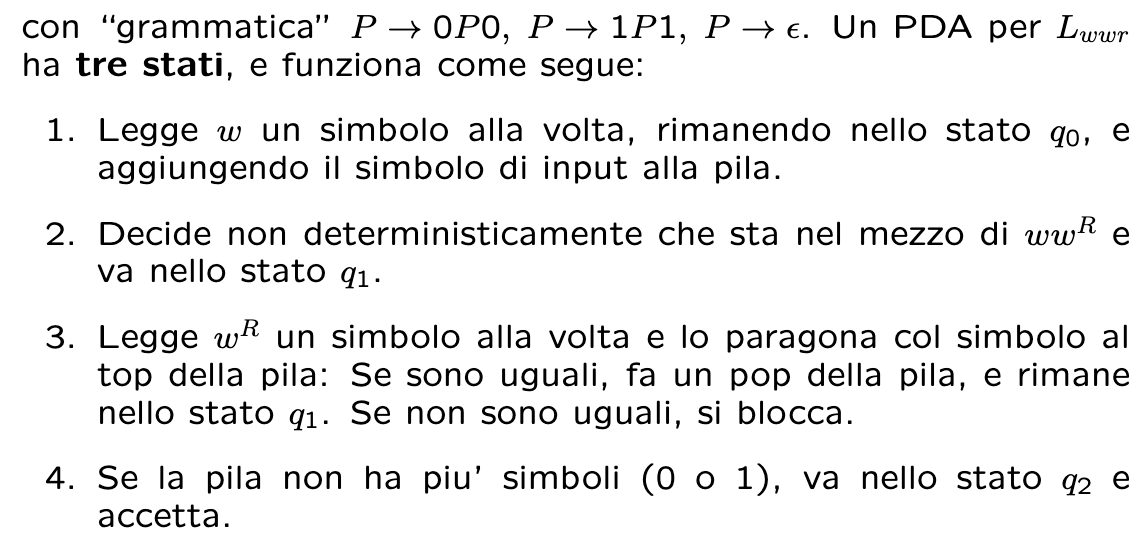 con “grammatica” P → 0P0, P → 1P1, P → ϵ. Un PDA per L_{wwr}
ha tre stati, e funziona come segue:
1. Legge w un simbolo alla volta, rimanendo nello stato q_0, e
aggiungendo il simbolo di input alla pila.
2. Decide non deterministicamente che sta nel mezzo di ww^R e
va nello stato q_1.
3. Legge w^R un simbolo alla volta e lo paragona col simbolo al
top della pila: Se sono uguali, fa un pop della pila, e rimane
nello stato q_1. Se non sono uguali, si blocca.
4. Se la pila non ha piu’ simboli (0 o 1), va nello stato q_2 e
accetta.